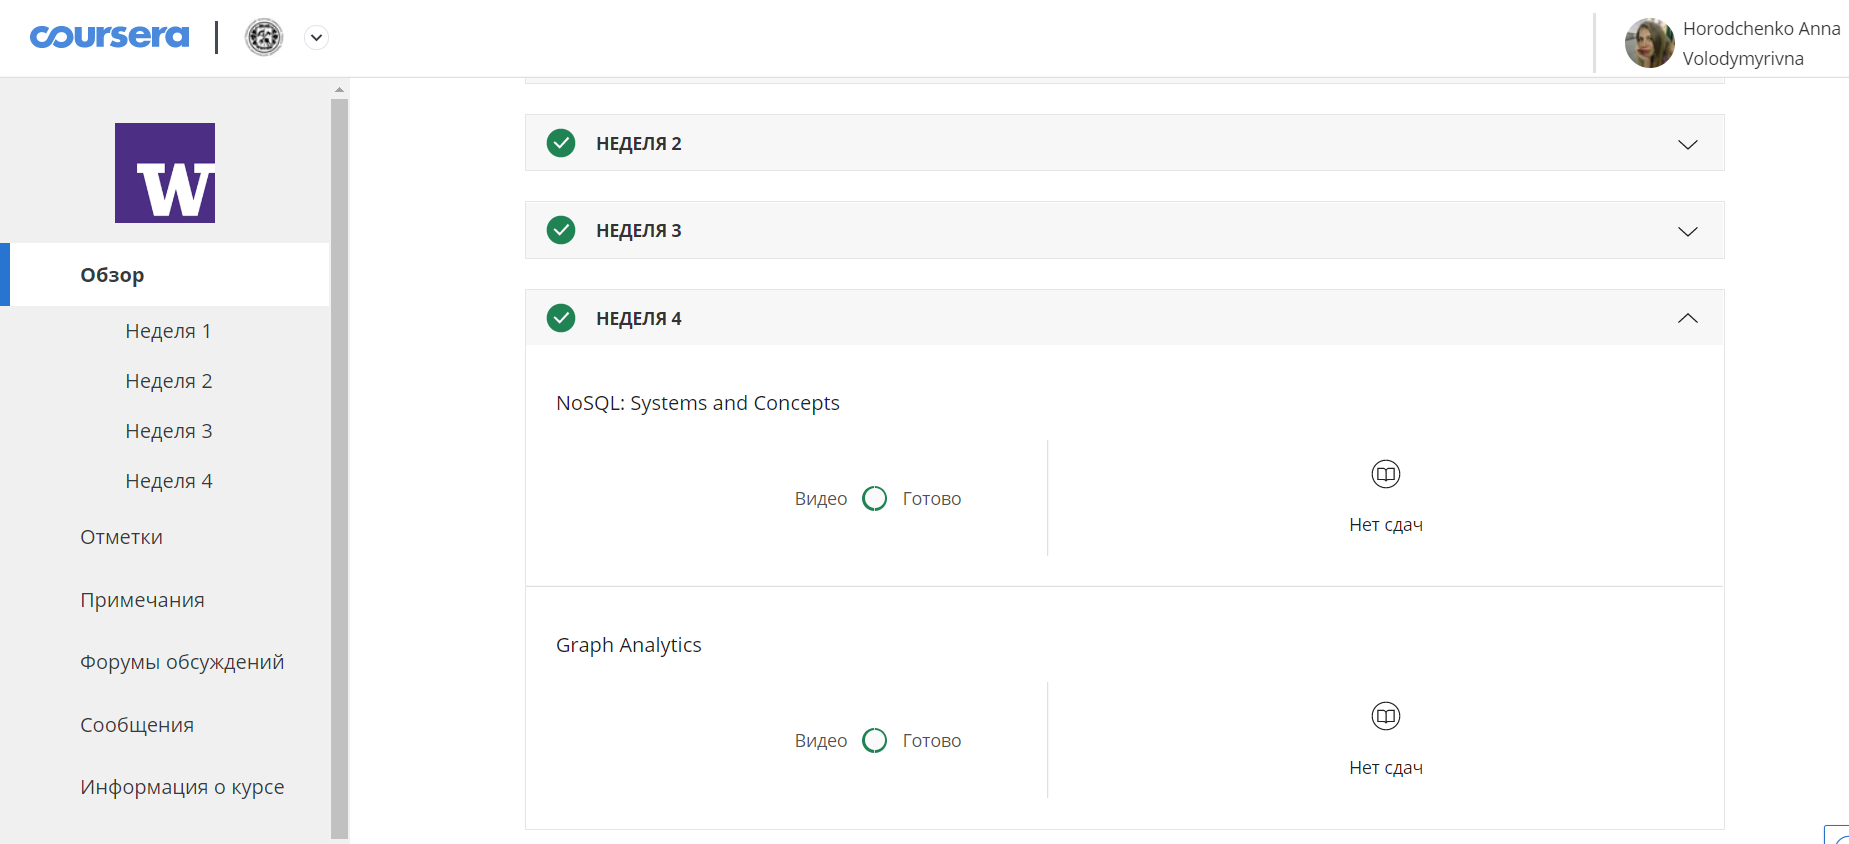 coursera
Horodchenko Anna
Volodymyrivna
W
Обзор
Неделя 1
Неделя 2
Неделя 3
Неделя 4
Отметки
Примечания
Форумы обсуждений
Сообщения
Информация о курсе
НЕДЕЛЯ 2
НЕДЕЛЯ 3
НЕДЕЛЯ 4
NoSQL: Systems and Concepts
Видео Готово
Нет сдач
Graph Analytics
Видео Готово
Нет сдач